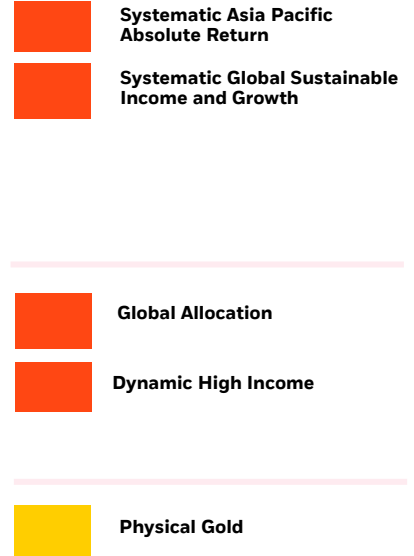 Systematic Asia Pacific
Absolute Return
Systematic Global Sustainable
Income and Growth
Global Allocation
Dynamic High Income
Physical Gold